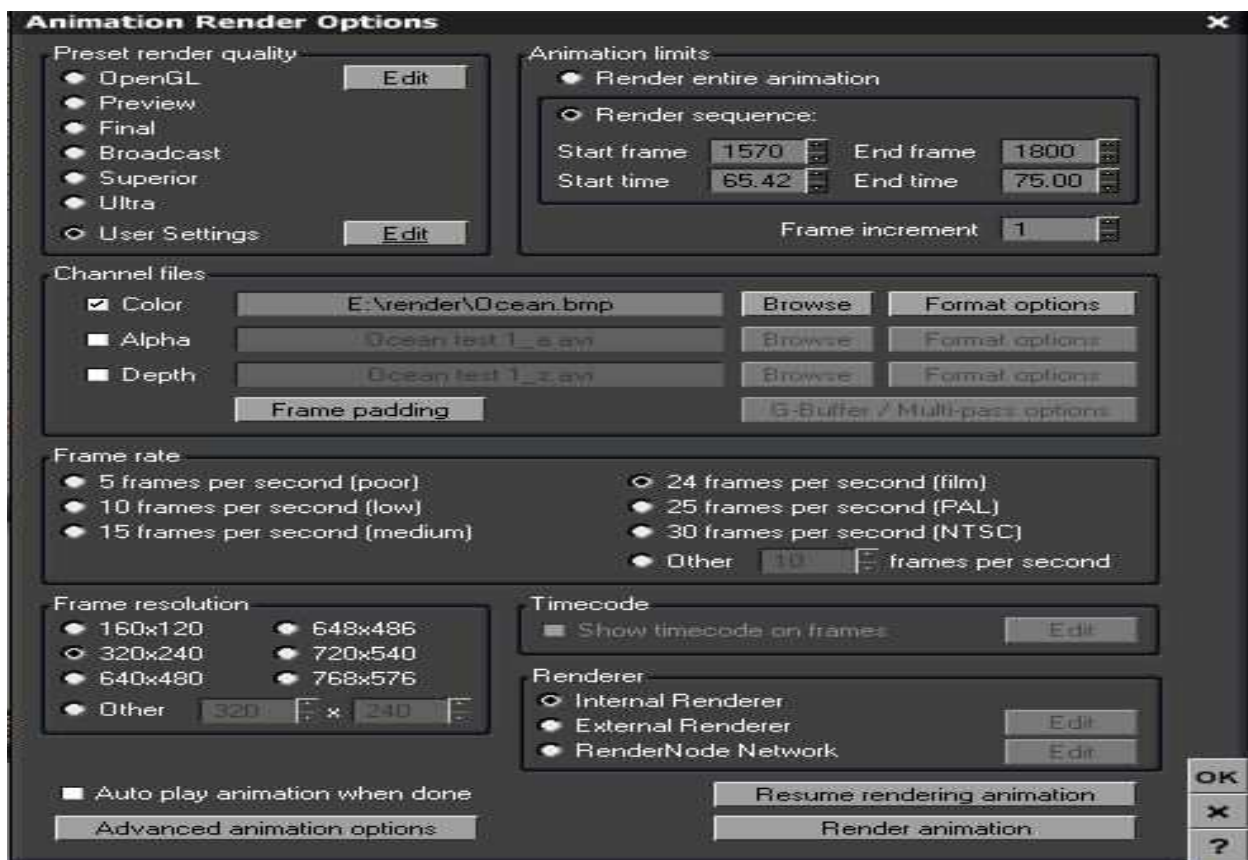 Animation Render Options
Preset render quality
OpenGL Edit
Preview
Final
Broadcast
Superior
Ultra
User Settings Edit
Animation limits
Render entire animation
Render sequence:
Start frame 1570 End frame 1800
Start time 65.42 End time 75.00
Frame increment 1
Channel files
Color E:\render\Ocean.bmp Browse Format options
Alpha Ocean test 1_a.avi Browse Format options
Depth Ocean test 1_z.avi Browse Format options
Frame padding G-Buffer / Multi-pass options
Frame rate
5 frames per second (poor)
10 frames per second (low)
15 frames per second (medium)
24 frames per second (film)
25 frames per second (PAL)
30 frames per second (NTSC)
Other 10 frames per second
Frame resolution
160x120 648x486
320x240 720x540
640x480 768x576
Other 320 x 240
Timecode
Show timecode on frames Edit
Renderer
Internal Renderer
External Renderer Edit
RenderNode Network Edit
Auto play animation when done
Advanced animation options
Resume rendering animation
Render animation
OK
?